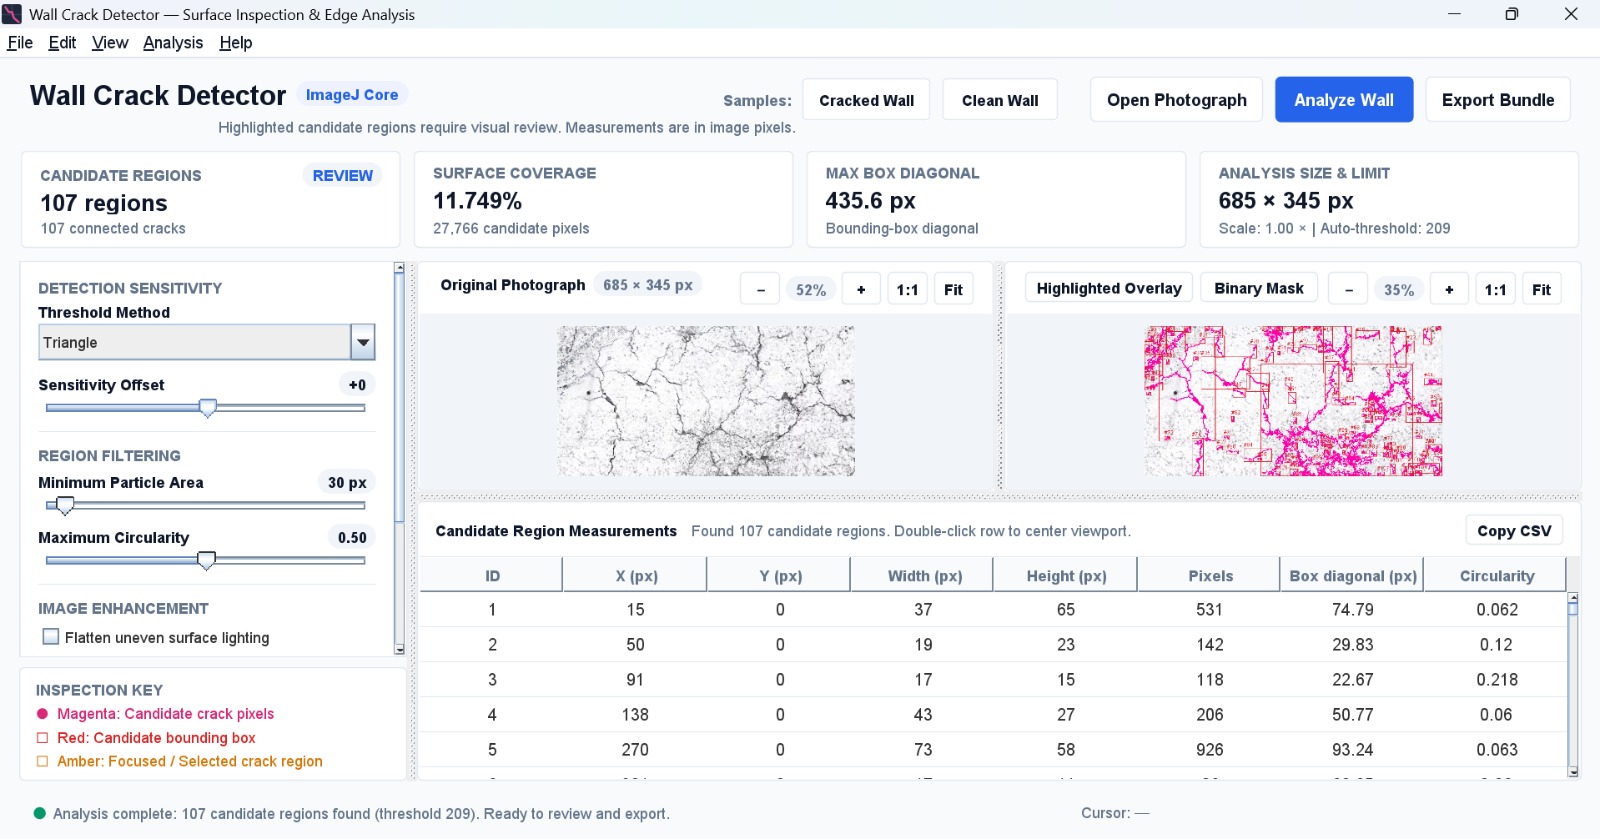 Wall Crack Detector — Surface Inspection & Edge Analysis
File Edit View Analysis Help
Wall Crack Detector ImageJ Core
Samples: Cracked Wall Clean Wall Open Photograph Analyze Wall Export Bundle
Highlighted candidate regions require visual review. Measurements are in image pixels.
CANDIDATE REGIONS REVIEW
107 regions
107 connected cracks
SURFACE COVERAGE
11.749%
27,766 candidate pixels
MAX BOX DIAGONAL
435.6 px
Bounding-box diagonal
ANALYSIS SIZE & LIMIT
685 × 345 px
Scale: 1.00 × | Auto-threshold: 209
DETECTION SENSITIVITY
Threshold Method
Triangle
Sensitivity Offset +0
REGION FILTERING
Minimum Particle Area 30 px
Maximum Circularity 0.50
IMAGE ENHANCEMENT
Flatten uneven surface lighting
INSPECTION KEY
Magenta: Candidate crack pixels
Red: Candidate bounding box
Amber: Focused / Selected crack region
Original Photograph 685 × 345 px − 52% + 1:1 Fit
Highlighted Overlay Binary Mask − 35% + 1:1 Fit
Candidate Region Measurements Found 107 candidate regions. Double-click row to center viewport. Copy CSV
ID X (px) Y (px) Width (px) Height (px) Pixels Box diagonal (px) Circularity
1 15 0 37 65 531 74.79 0.062
2 50 0 19 23 142 29.83 0.12
3 91 0 17 15 118 22.67 0.218
4 138 0 43 27 206 50.77 0.06
5 270 0 73 58 926 93.24 0.063
Analysis complete: 107 candidate regions found (threshold 209). Ready to review and export.
Cursor: —